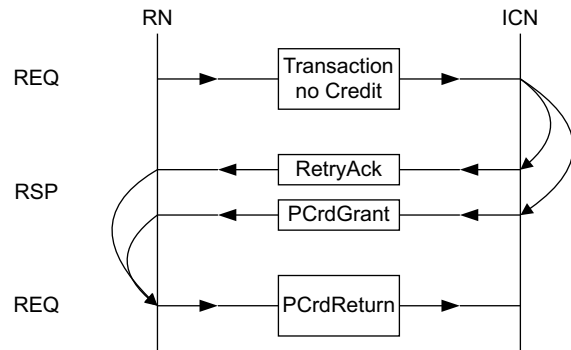 RN ICN
REQ Transaction
no Credit
RetryAck
RSP
PCrdGrant
REQ PCrdReturn